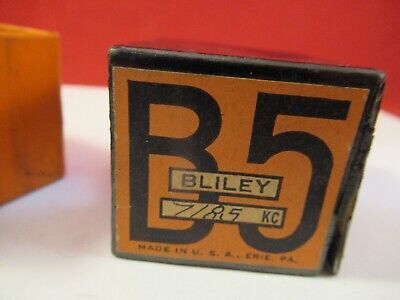 B5
BLILEY
7185 KC
MADE IN U. S. A., ERIE, PA.